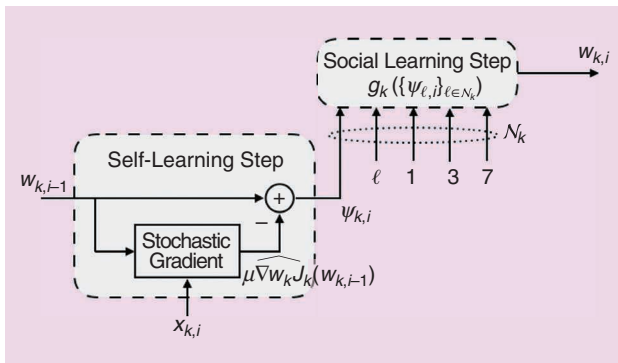 Social Learning Step
g_k({ψ_{ℓ,i}}_{ℓ∈N_k})
w_{k,i}
N_k
ℓ 1 3 7
Self-Learning Step
w_{k,i–1}
+
–
ψ_{k,i}
Stochastic
Gradient
μ\widehat{∇w_k J_k}(w_{k,i–1})
x_{k,i}